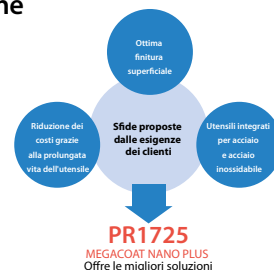 Ottima
finitura
superficiale
Riduzione dei
costi grazie
alla prolungata
vita dell'utensile
Sfide proposte
dalle esigenze
dei clienti
Utensili integrati
per acciaio
e acciaio
inossidabile
PR1725
MEGACOAT NANO PLUS
Offre le migliori soluzioni